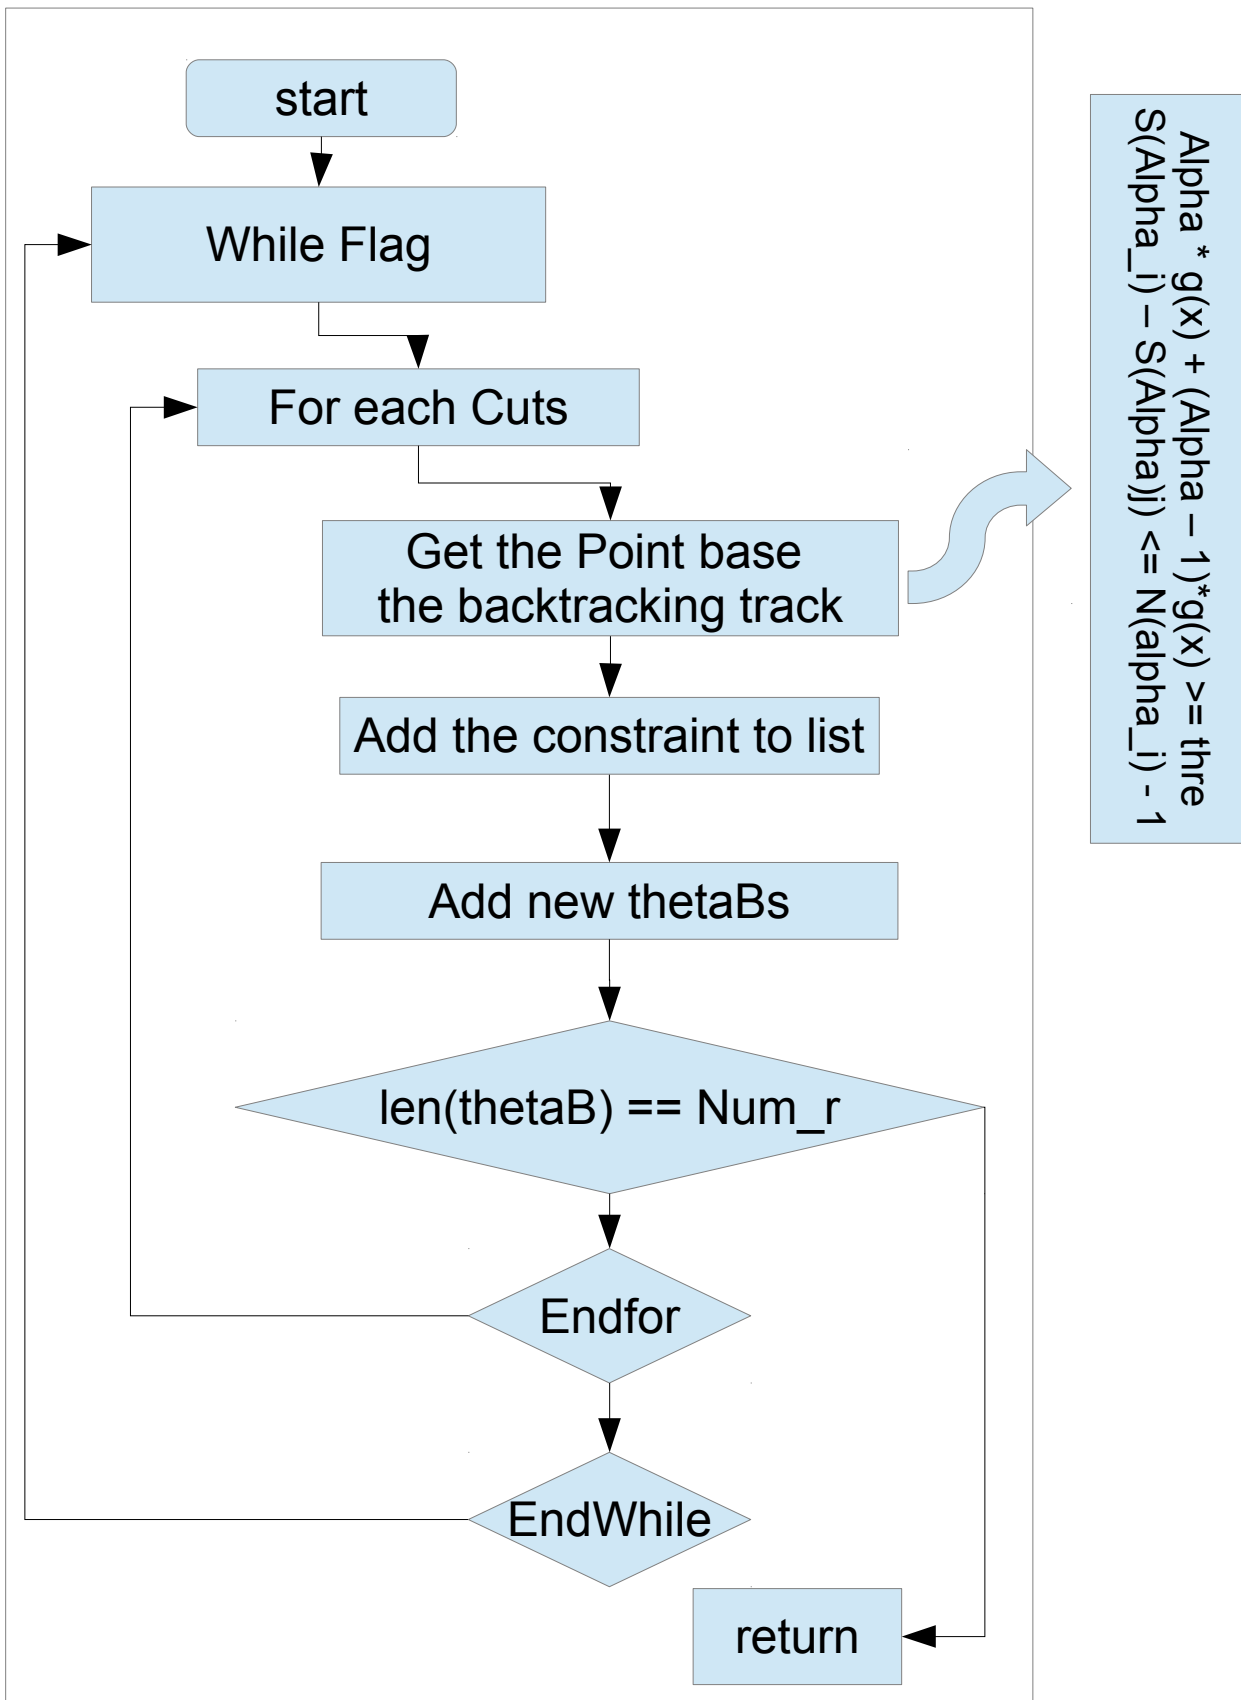 start
While Flag
For each Cuts
Get the Point base
the backtracking track
Add the constraint to list
Add new thetaBs
len(thetaB) == Num_r
Endfor
EndWhile
return
Alpha * g(x) + (Alpha – 1)*g(x) >= thre
S(Alpha_i) – S(Alpha)j) <= N(alpha_i) - 1